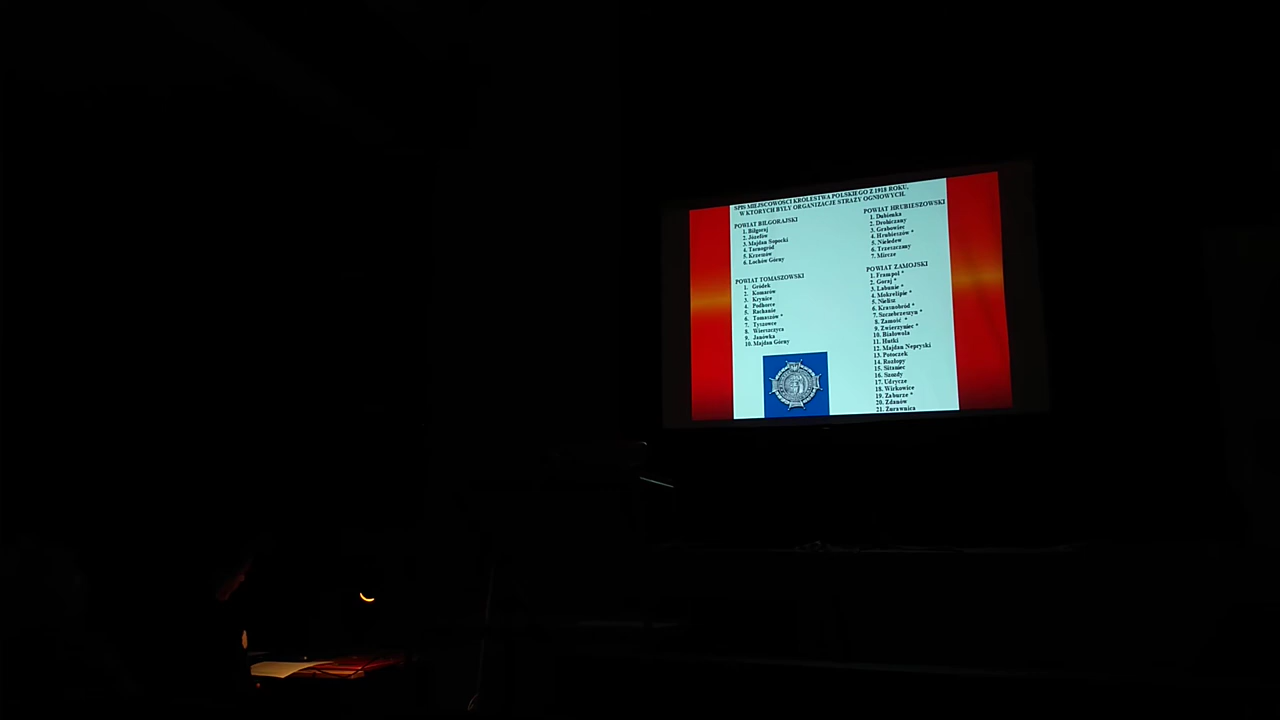 SPIS MIEJSCOWOŚCI KRÓLESTWA POLSKIEGO Z 1918 ROKU,
W KTÓRYCH BYŁY ORGANIZACJE STRAŻY OGNIOWYCH.
POWIAT BIŁGORAJSKI
1. Biłgoraj
2. Józefów
3. Majdan Sopocki
4. Tarnogród
5. Krzeszów
6. Łochów Górny
POWIAT TOMASZOWSKI
1. Gródek
2. Komarów
3. Krynice
4. Podhorce
5. Rachanie
6. Tomaszów *
7. Tyszowce
8. Wierszczyca
9. Janówka
10. Majdan Górny
POWIAT HRUBIESZOWSKI
1. Dubienka
2. Drohiczany
3. Grabowiec
4. Hrubieszów *
5. Nieledew
6. Trzeszczany
7. Mircze
POWIAT ZAMOJSKI
1. Frampol *
2. Goraj *
3. Łabunie *
4. Mokrelipie *
5. Nielisz
6. Krasnobród *
7. Szczebrzeszyn *
8. Zamość *
9. Zwierzyniec *
10. Białowola
11. Hutki
12. Majdan Nepryski
13. Potoczek
14. Rozłopy
15. Sitaniec
16. Szozdy
17. Udrycze
18. Wirkowice
19. Zaburze *
20. Zdanów
21. Żurawnica